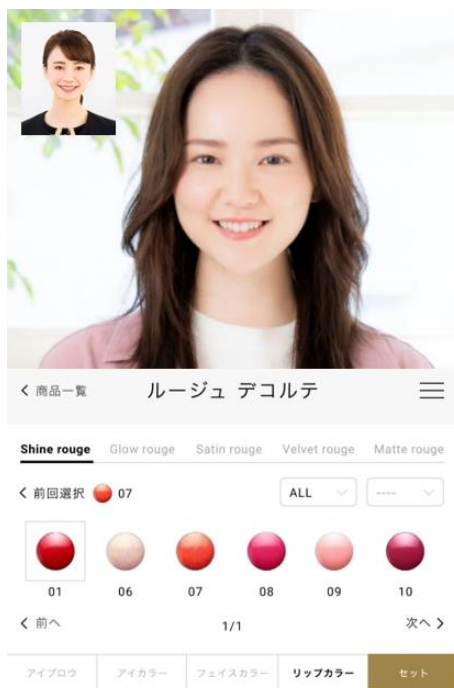 < 商品一覧 ルージュ デコルテ
Shine rouge Glow rouge Satin rouge Velvet rouge Matte rouge
< 前回選択 07 ALL ----
01 06 07 08 09 10
< 前へ 1/1 次へ >
アイブロウ アイカラー フェイスカラー リップカラー セット